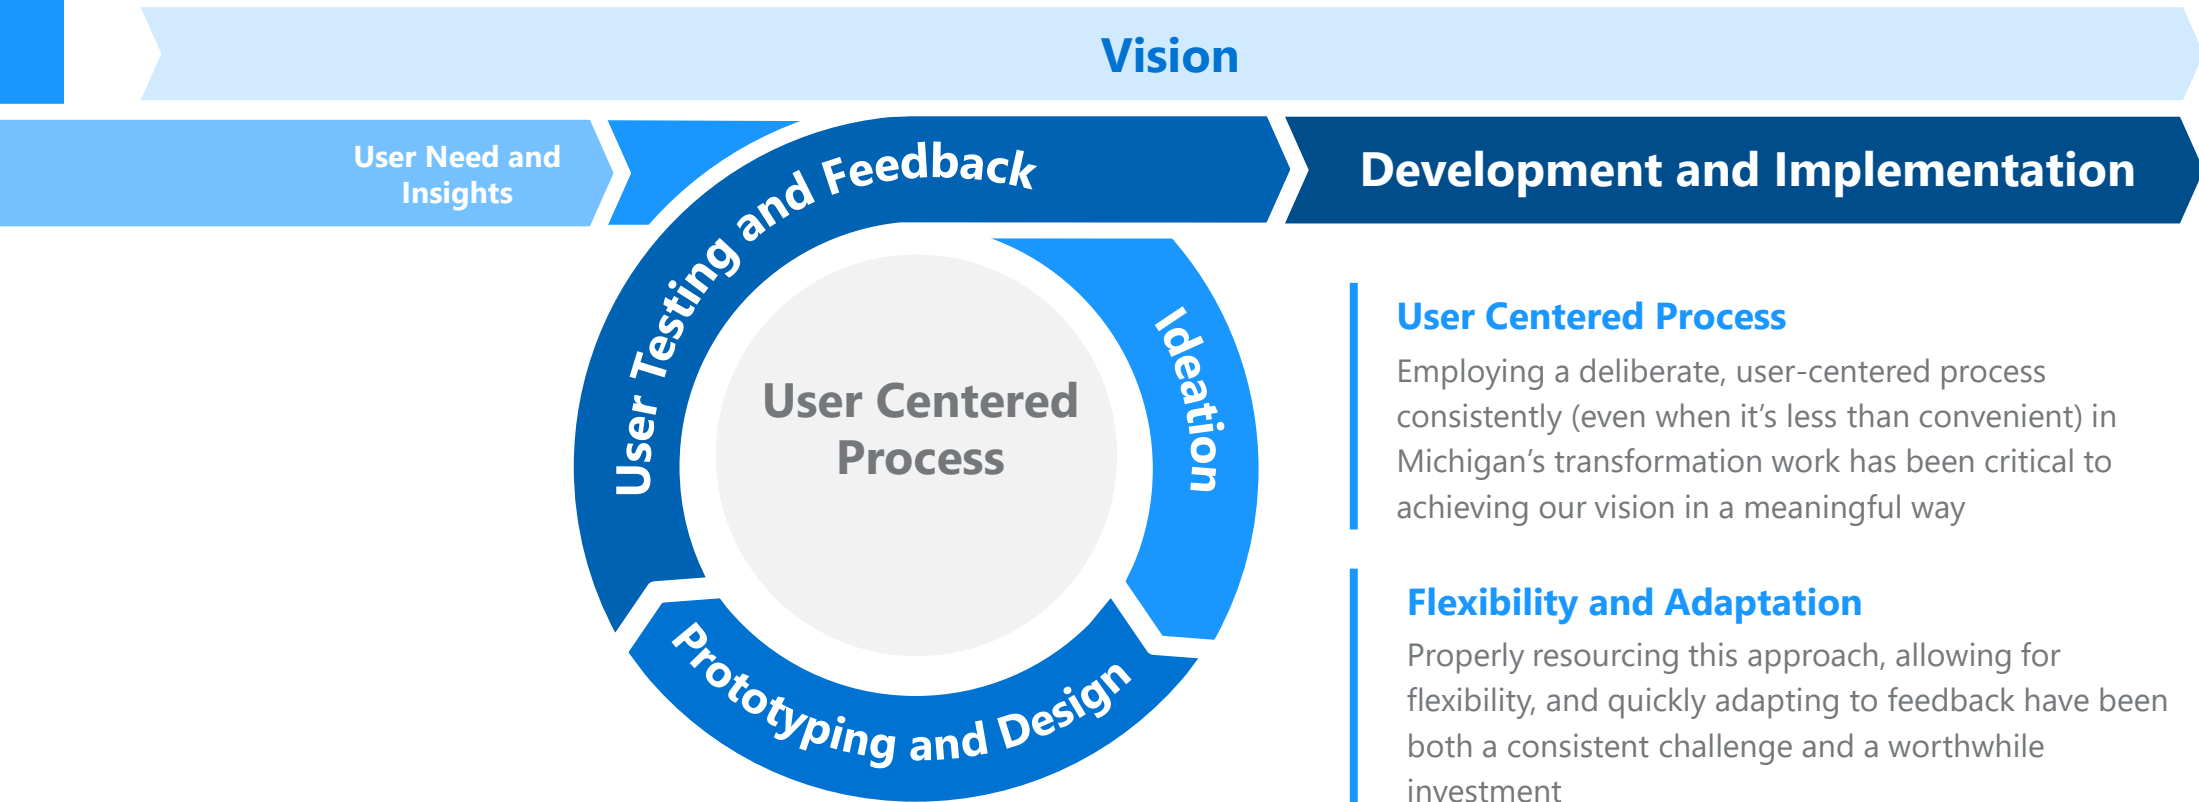 Vision
User Need and
Insights
User Testing and Feedback
Development and Implementation
Ideation
User Centered
Process
Prototyping and Design
User Centered Process
Employing a deliberate, user-centered process
consistently (even when it's less than convenient) in
Michigan's transformation work has been critical to
achieving our vision in a meaningful way
Flexibility and Adaptation
Properly resourcing this approach, allowing for
flexibility, and quickly adapting to feedback have been
both a consistent challenge and a worthwhile
investment